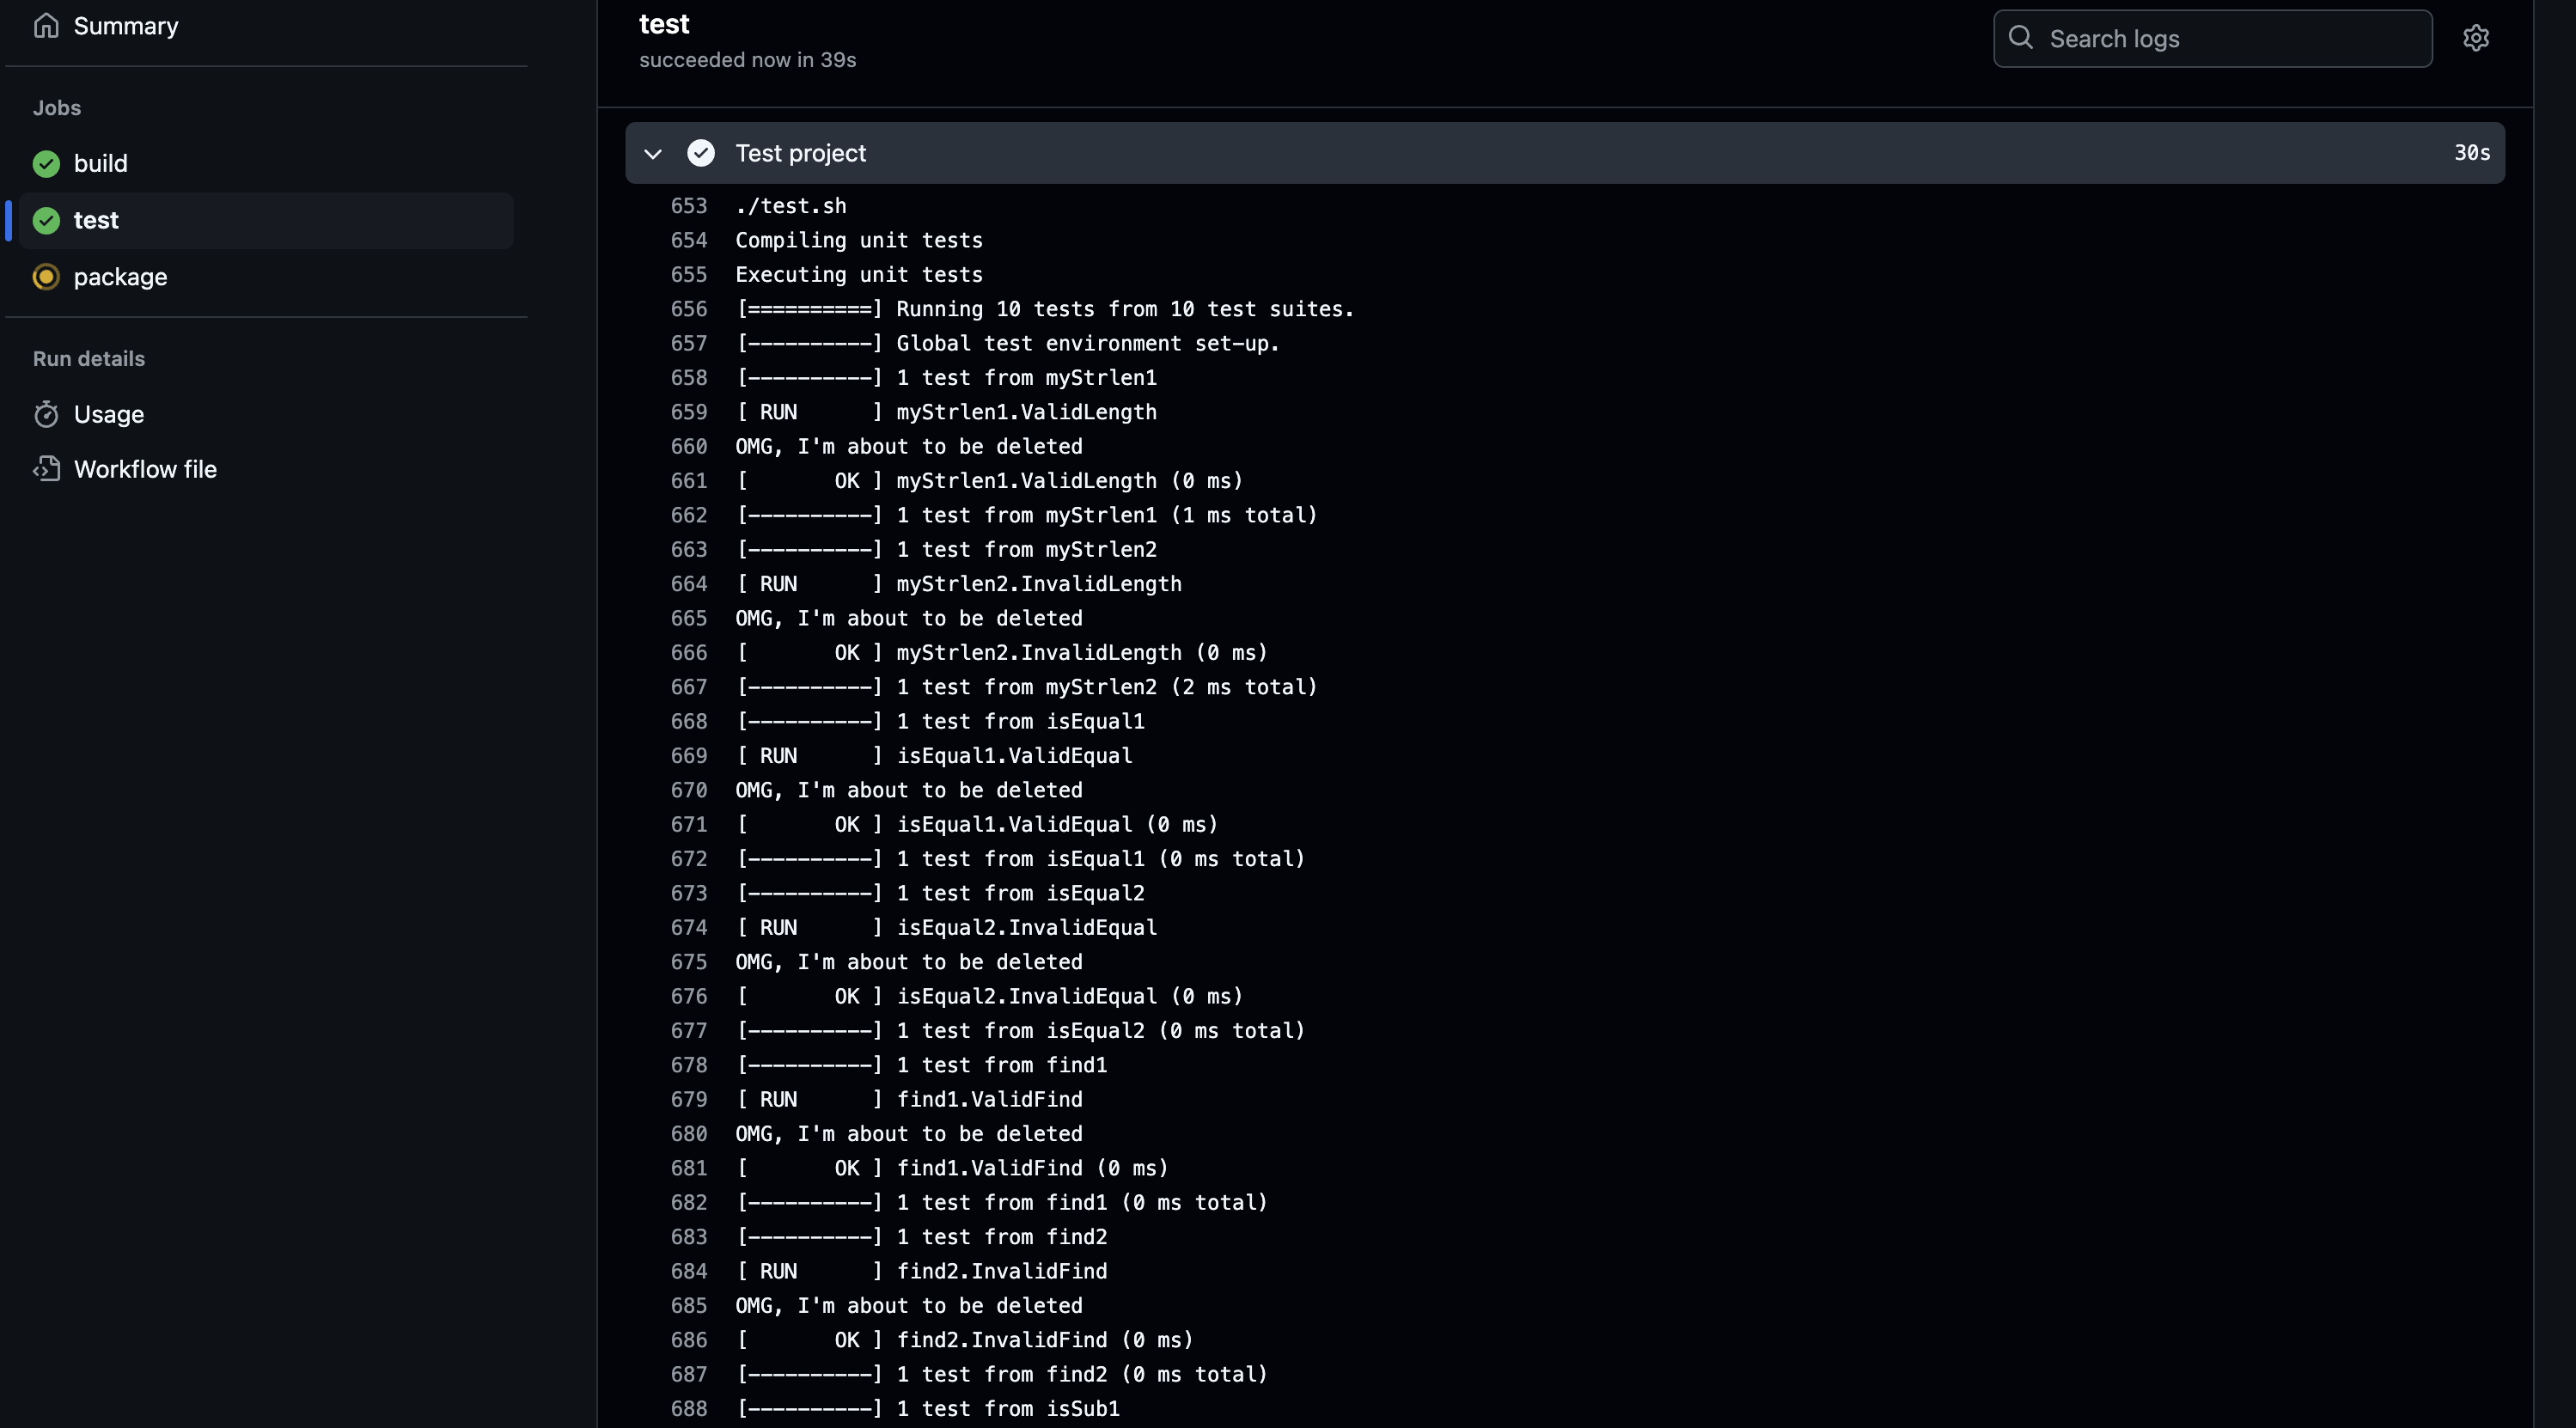 Summary
Jobs
build
test
package
Run details
Usage
Workflow file
test
succeeded now in 39s
Search logs
Test project 30s
653 ./test.sh
654 Compiling unit tests
655 Executing unit tests
656 [==========] Running 10 tests from 10 test suites.
657 [----------] Global test environment set-up.
658 [----------] 1 test from myStrlen1
659 [ RUN      ] myStrlen1.ValidLength
660 OMG, I'm about to be deleted
661 [       OK ] myStrlen1.ValidLength (0 ms)
662 [----------] 1 test from myStrlen1 (1 ms total)
663 [----------] 1 test from myStrlen2
664 [ RUN      ] myStrlen2.InvalidLength
665 OMG, I'm about to be deleted
666 [       OK ] myStrlen2.InvalidLength (0 ms)
667 [----------] 1 test from myStrlen2 (2 ms total)
668 [----------] 1 test from isEqual1
669 [ RUN      ] isEqual1.ValidEqual
670 OMG, I'm about to be deleted
671 [       OK ] isEqual1.ValidEqual (0 ms)
672 [----------] 1 test from isEqual1 (0 ms total)
673 [----------] 1 test from isEqual2
674 [ RUN      ] isEqual2.InvalidEqual
675 OMG, I'm about to be deleted
676 [       OK ] isEqual2.InvalidEqual (0 ms)
677 [----------] 1 test from isEqual2 (0 ms total)
678 [----------] 1 test from find1
679 [ RUN      ] find1.ValidFind
680 OMG, I'm about to be deleted
681 [       OK ] find1.ValidFind (0 ms)
682 [----------] 1 test from find1 (0 ms total)
683 [----------] 1 test from find2
684 [ RUN      ] find2.InvalidFind
685 OMG, I'm about to be deleted
686 [       OK ] find2.InvalidFind (0 ms)
687 [----------] 1 test from find2 (0 ms total)
688 [----------] 1 test from isSub1